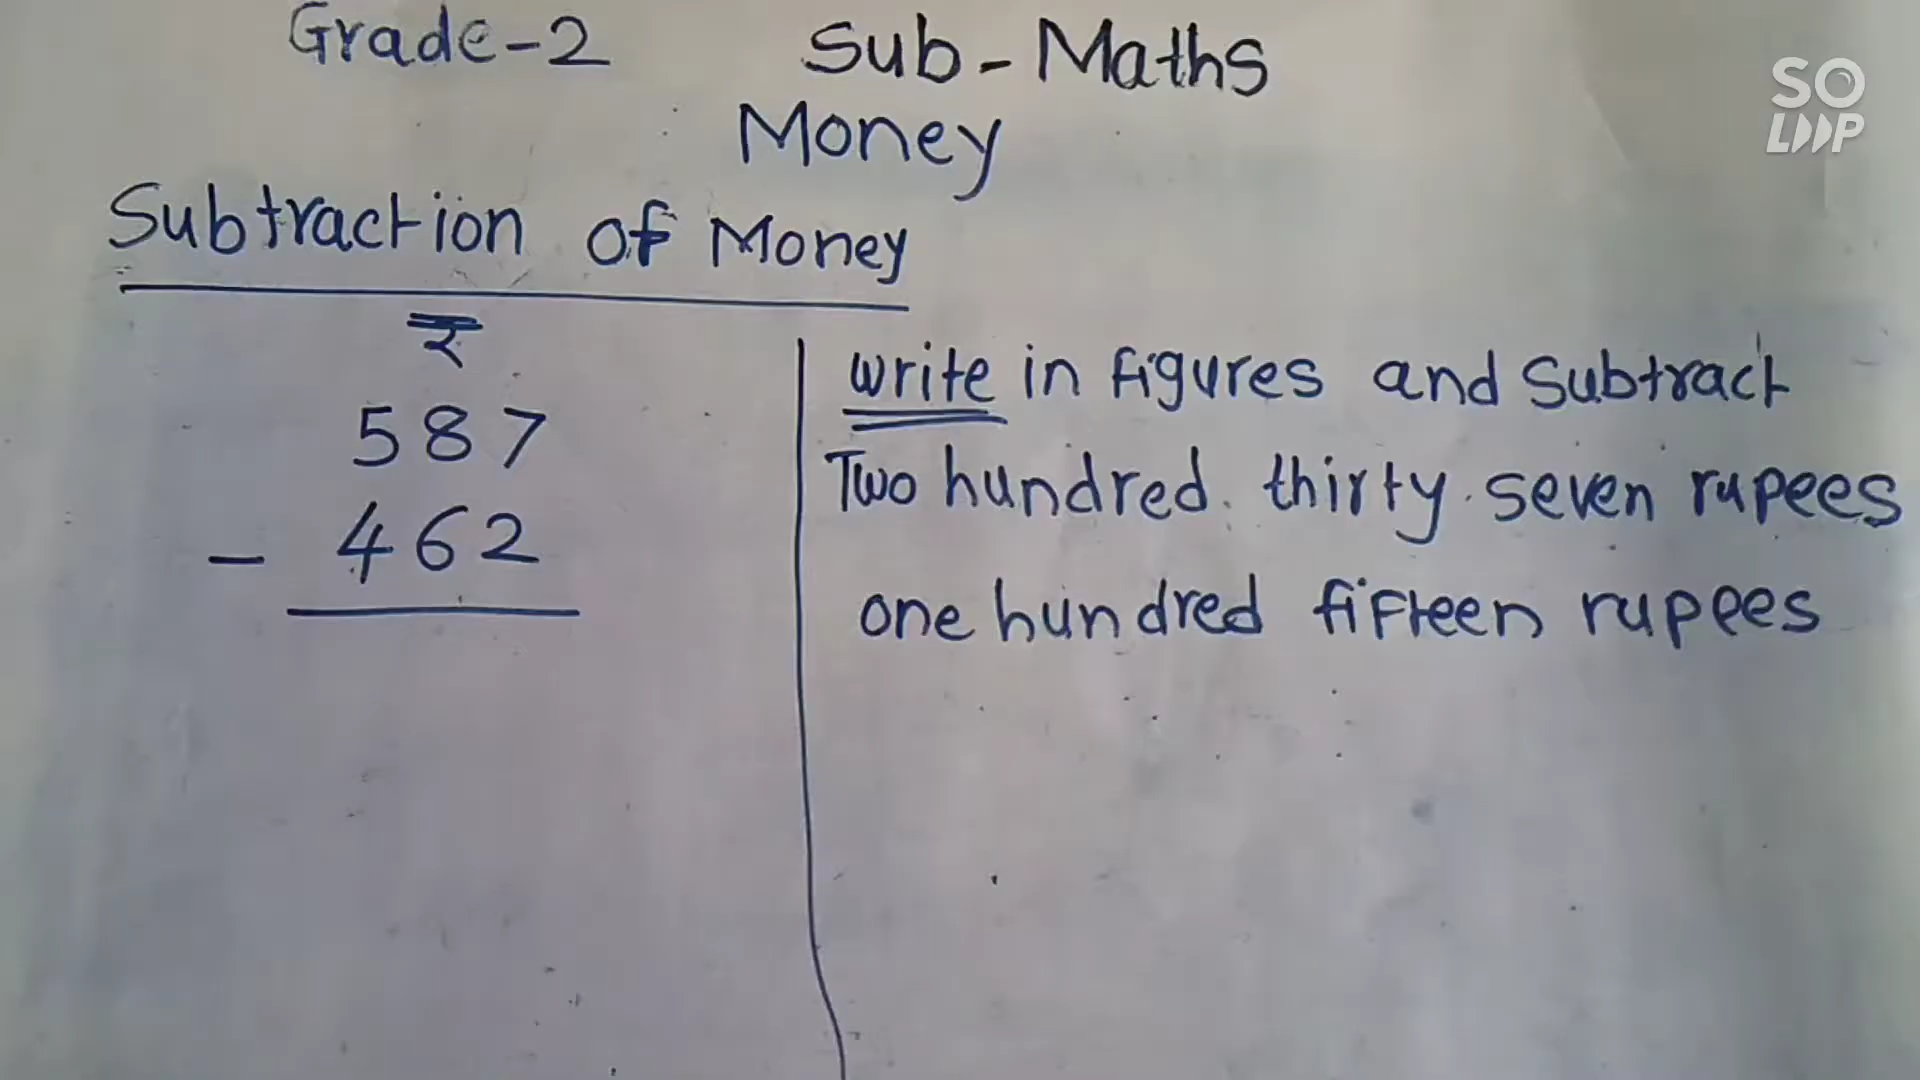 Grade-2 Sub-Maths
Money
Subtraction of Money
₹
587
- 462
write in figures and Subtract
Two hundred thirty seven rupees
one hundred fifteen rupees
SO
LOOP